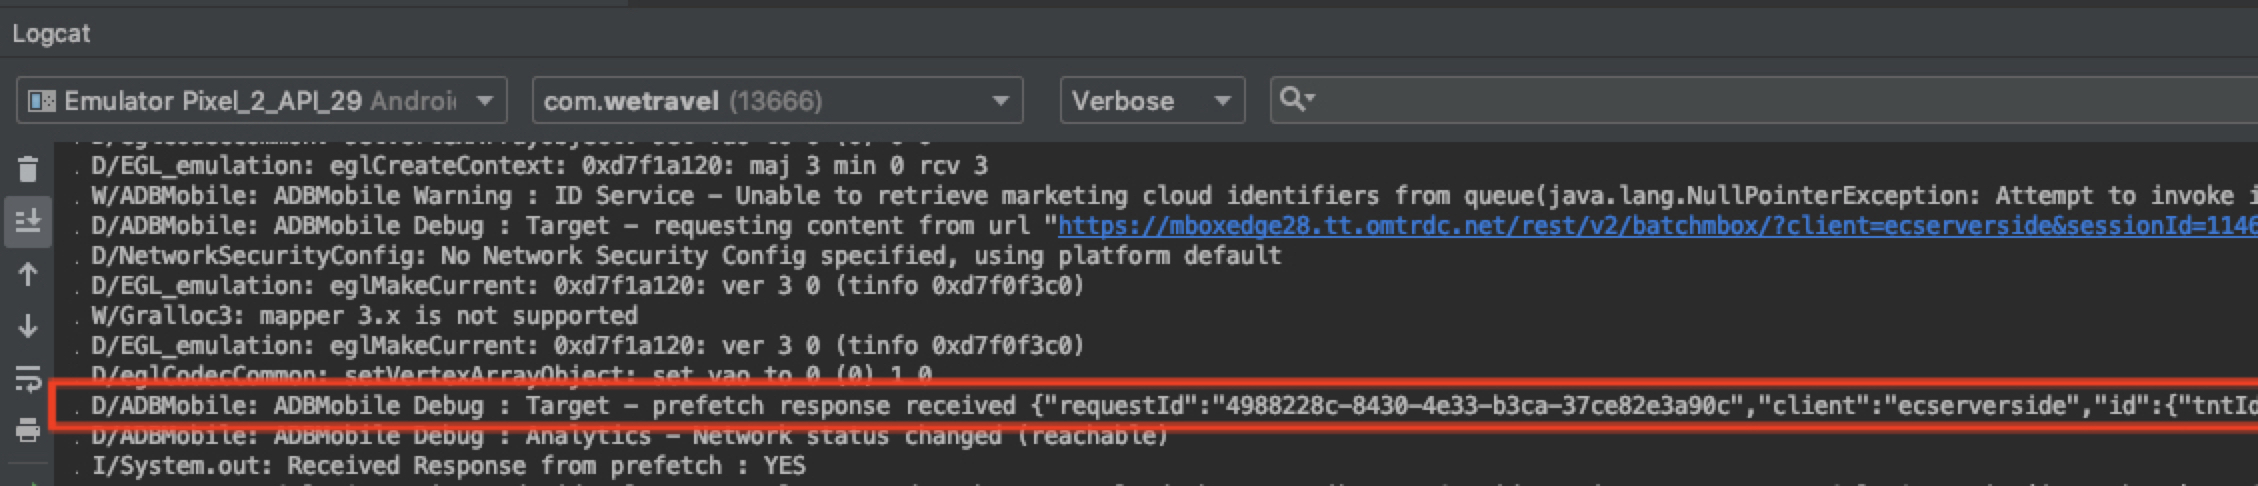 Logcat
Emulator Pixel_2_API_29 Androi
com.wetravel (13666)
Verbose
D/EGL_emulation: eglCreateContext: 0xd7f1a120: maj 3 min 0 rcv 3
W/ADBMobile: ADBMobile Warning : ID Service – Unable to retrieve marketing cloud identifiers from queue(java.lang.NullPointerException: Attempt to invoke i
D/ADBMobile: ADBMobile Debug : Target – requesting content from url "https://mboxedge28.tt.omtrdc.net/rest/v2/batchmbox/?client=ecserverside&sessionId=1146
D/NetworkSecurityConfig: No Network Security Config specified, using platform default
D/EGL_emulation: eglMakeCurrent: 0xd7f1a120: ver 3 0 (tinfo 0xd7f0f3c0)
W/Gralloc3: mapper 3.x is not supported
D/EGL_emulation: eglMakeCurrent: 0xd7f1a120: ver 3 0 (tinfo 0xd7f0f3c0)
D/eglCodecCommon: setVertexArrayObject: set vao to 0 (0) 1 0
D/ADBMobile: ADBMobile Debug : Target – prefetch response received {"requestId":"4988228c-8430-4e33-b3ca-37ce82e3a90c","client":"ecserverside","id":{"tntId
D/ADBMobile: ADBMobile Debug : Analytics – Network status changed (reachable)
I/System.out: Received Response from prefetch : YES